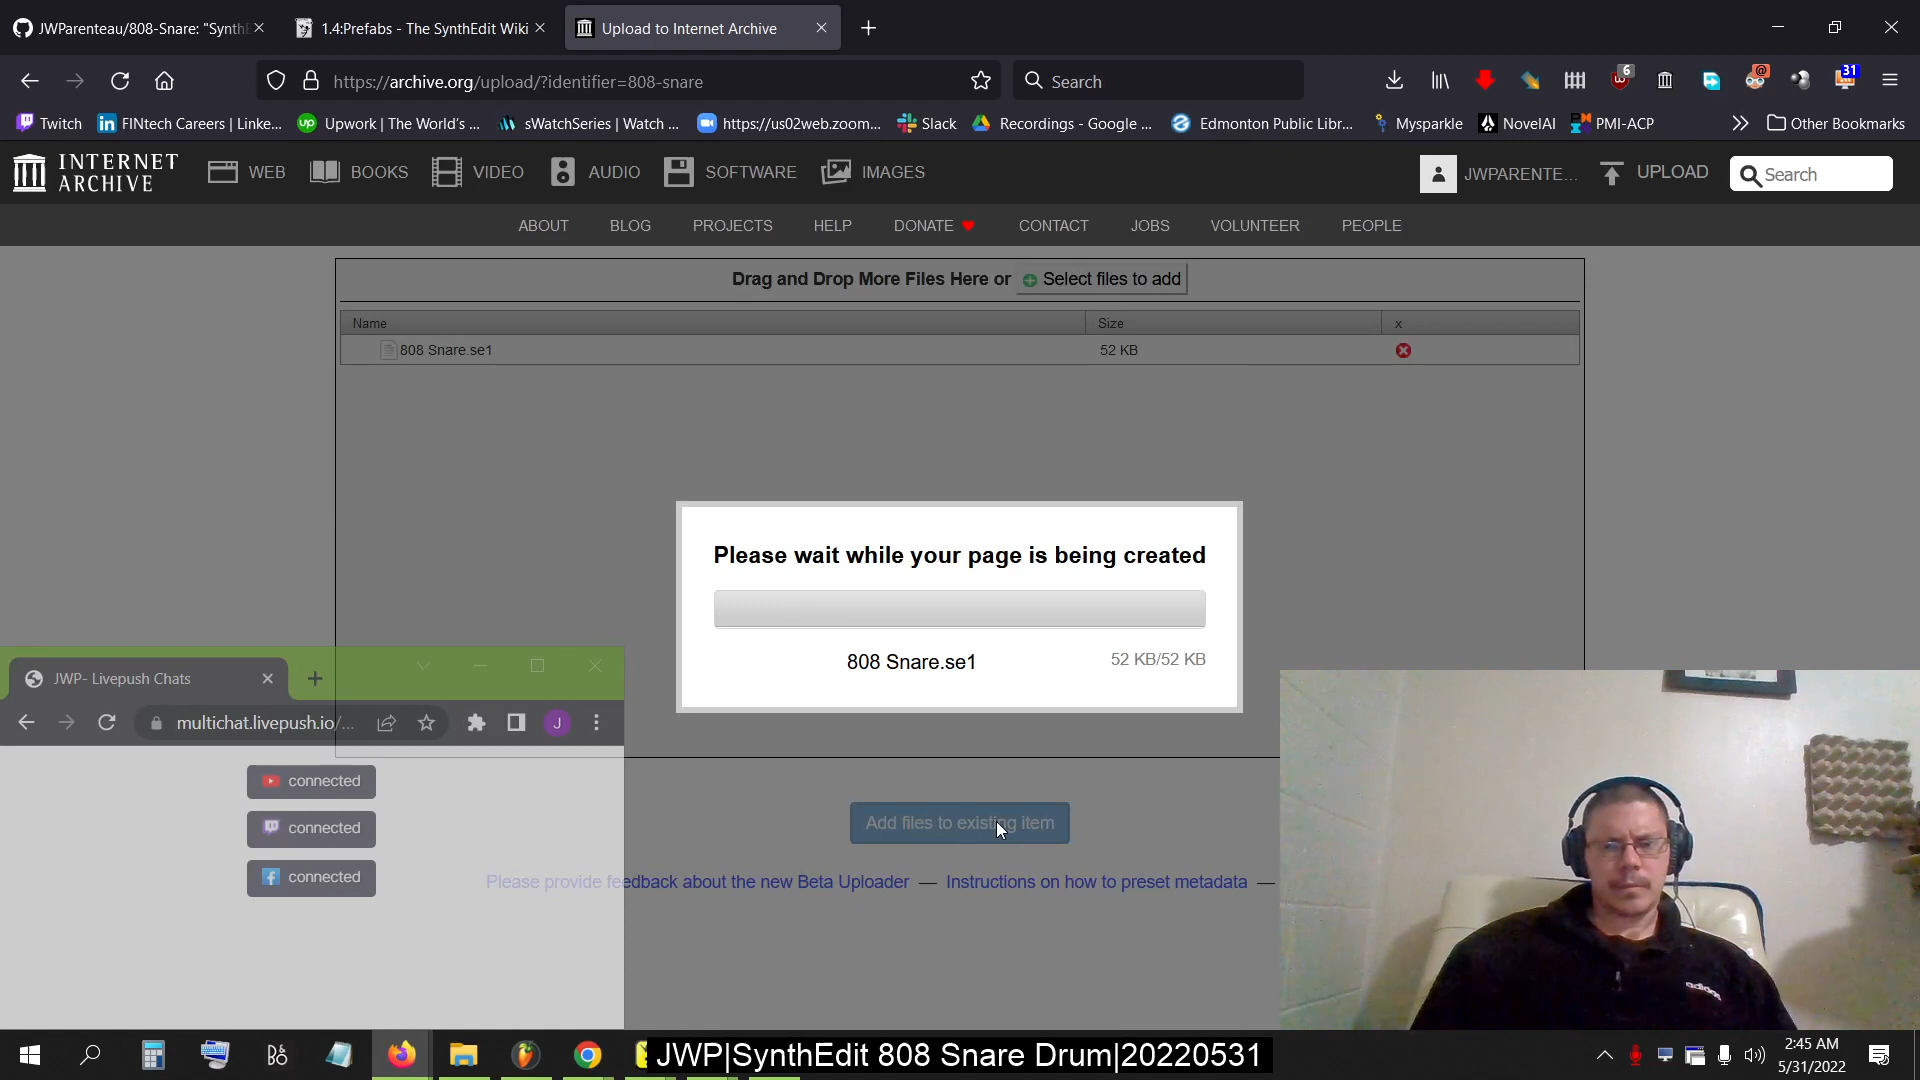 JWParenteau/808-Snare: "SynthE
1.4:Prefabs - The SynthEdit Wiki
Upload to Internet Archive
https://archive.org/upload/?identifier=808-snare
Search
6
@
31
Twitch
FINtech Careers | Linke...
Upwork | The World's ...
sWatchSeries | Watch ...
https://us02web.zoom...
Slack
Recordings - Google ...
Edmonton Public Libr...
Mysparkle
NovelAI
PMI-ACP
Other Bookmarks
INTERNET
ARCHIVE
WEB
BOOKS
VIDEO
AUDIO
SOFTWARE
IMAGES
JWPARENTE...
UPLOAD
Search
ABOUT
BLOG
PROJECTS
HELP
DONATE
CONTACT
JOBS
VOLUNTEER
PEOPLE
Drag and Drop More Files Here or
Select files to add
Name
Size
x
808 Snare.se1
52 KB
Please wait while your page is being created
808 Snare.se1
52 KB/52 KB
JWP- Livepush Chats
multichat.livepush.io/...
J
connected
connected
connected
Add files to existing item
Please provide feedback about the new Beta Uploader — Instructions on how to preset metadata —
adidas
JWP|SynthEdit 808 Snare Drum|20220531
2:45 AM
5/31/2022